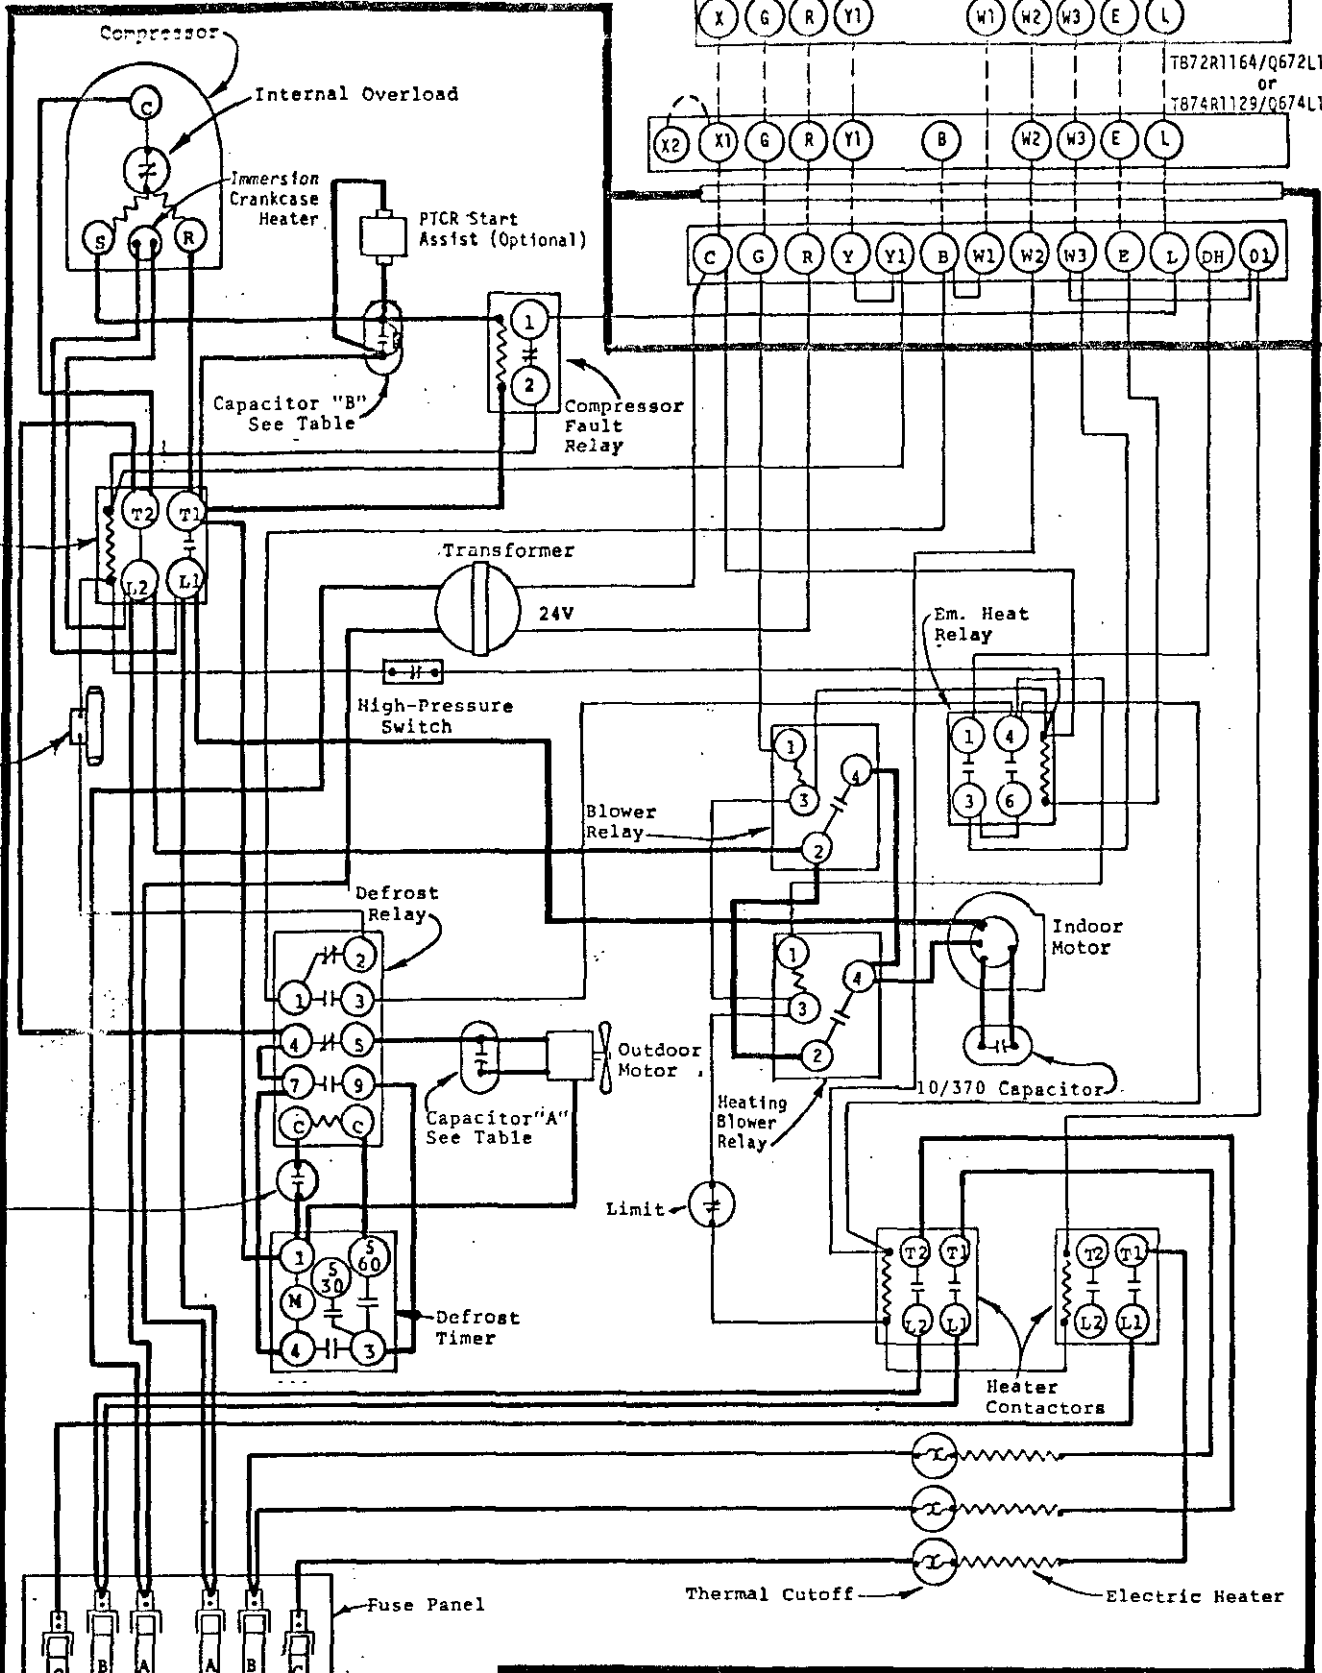 X G R Y1 W1 W2 W3 E L
T872R1164/Q672L1
or
T874R1129/Q674L1
X2 X1 G R Y1 B W2 W3 E L
C G R Y Y1 B W1 W2 W3 E L DH O1
Compressor
C
Internal Overload
Immersion
Crankcase
Heater
S R
PTCR Start
Assist (Optional)
1
2
Capacitor "B"
See Table
Compressor
Fault
Relay
T2 T1
L2 L1
Transformer
24V
High-Pressure
Switch
Em. Heat
Relay
1 4
3 6
Blower
Relay
1
4
3
2
Defrost
Relay
2
1 3
4 5
7 9
C C
Capacitor "A"
See Table
Outdoor
Motor
1
4
3
2
Heating
Blower
Relay
Indoor
Motor
10/370 Capacitor
Limit
1
S
60
S
30
M
4 3
Defrost
Timer
T2 T1
L2 L1
T2 T1
L2 L1
Heater
Contactors
Thermal Cutoff
Electric Heater
Fuse Panel
C B A A B C